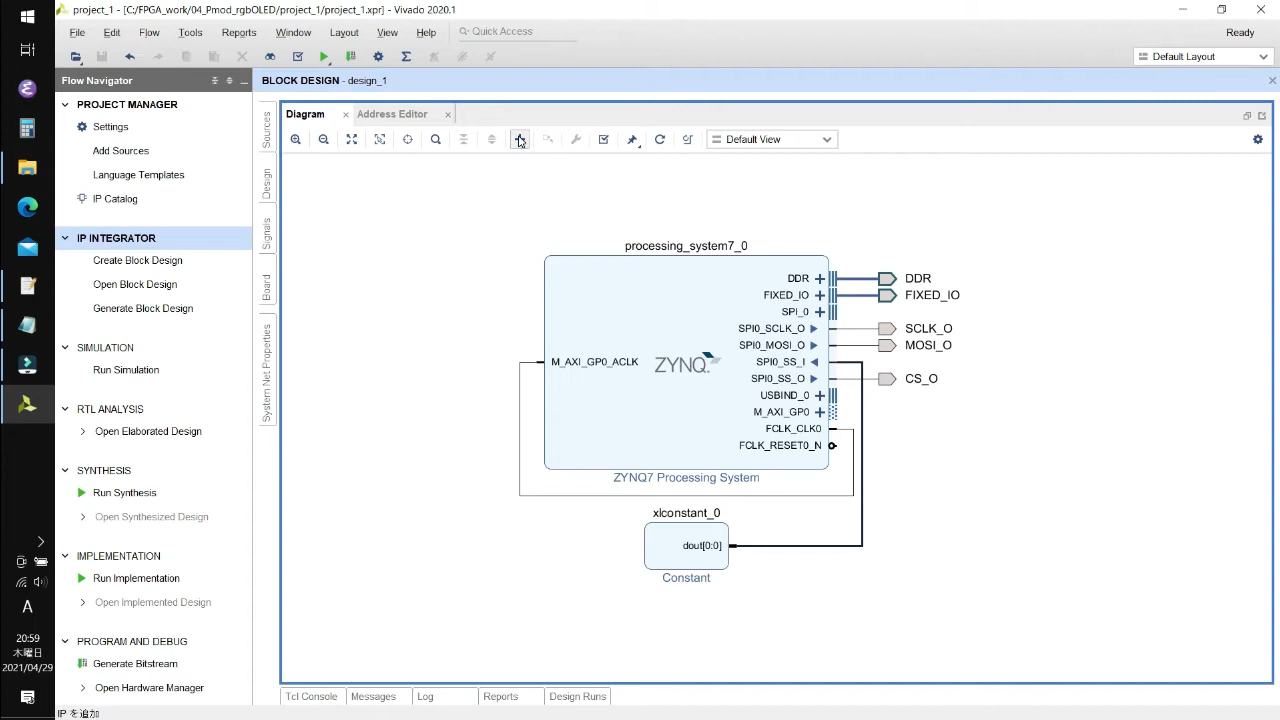 project_1 - [C:/FPGA_work/04_Pmod_rgbOLED/project_1/project_1.xpr] - Vivado 2020.1
File Edit Flow Tools Reports Window Layout View Help Quick Access Ready
Default Layout
Flow Navigator
BLOCK DESIGN - design_1
PROJECT MANAGER
Settings
Add Sources
Language Templates
IP Catalog
IP INTEGRATOR
Create Block Design
Open Block Design
Generate Block Design
SIMULATION
Run Simulation
RTL ANALYSIS
Open Elaborated Design
SYNTHESIS
Run Synthesis
Open Synthesized Design
IMPLEMENTATION
Run Implementation
Open Implemented Design
PROGRAM AND DEBUG
Generate Bitstream
Open Hardware Manager
Sources
Design
Signals
Board
System Net Properties
Diagram
Address Editor
Default View
processing_system7_0
DDR
FIXED_IO
SPI_0
SPI0_SCLK_O
SPI0_MOSI_O
SPI0_SS_I
SPI0_SS_O
USBIND_0
M_AXI_GP0
FCLK_CLK0
FCLK_RESET0_N
M_AXI_GP0_ACLK
ZYNQ
ZYNQ7 Processing System
DDR
FIXED_IO
SCLK_O
MOSI_O
CS_O
xlconstant_0
dout[0:0]
Constant
Tcl Console Messages Log Reports Design Runs
IP を追加
A
20:59
木曜日
2021/04/29